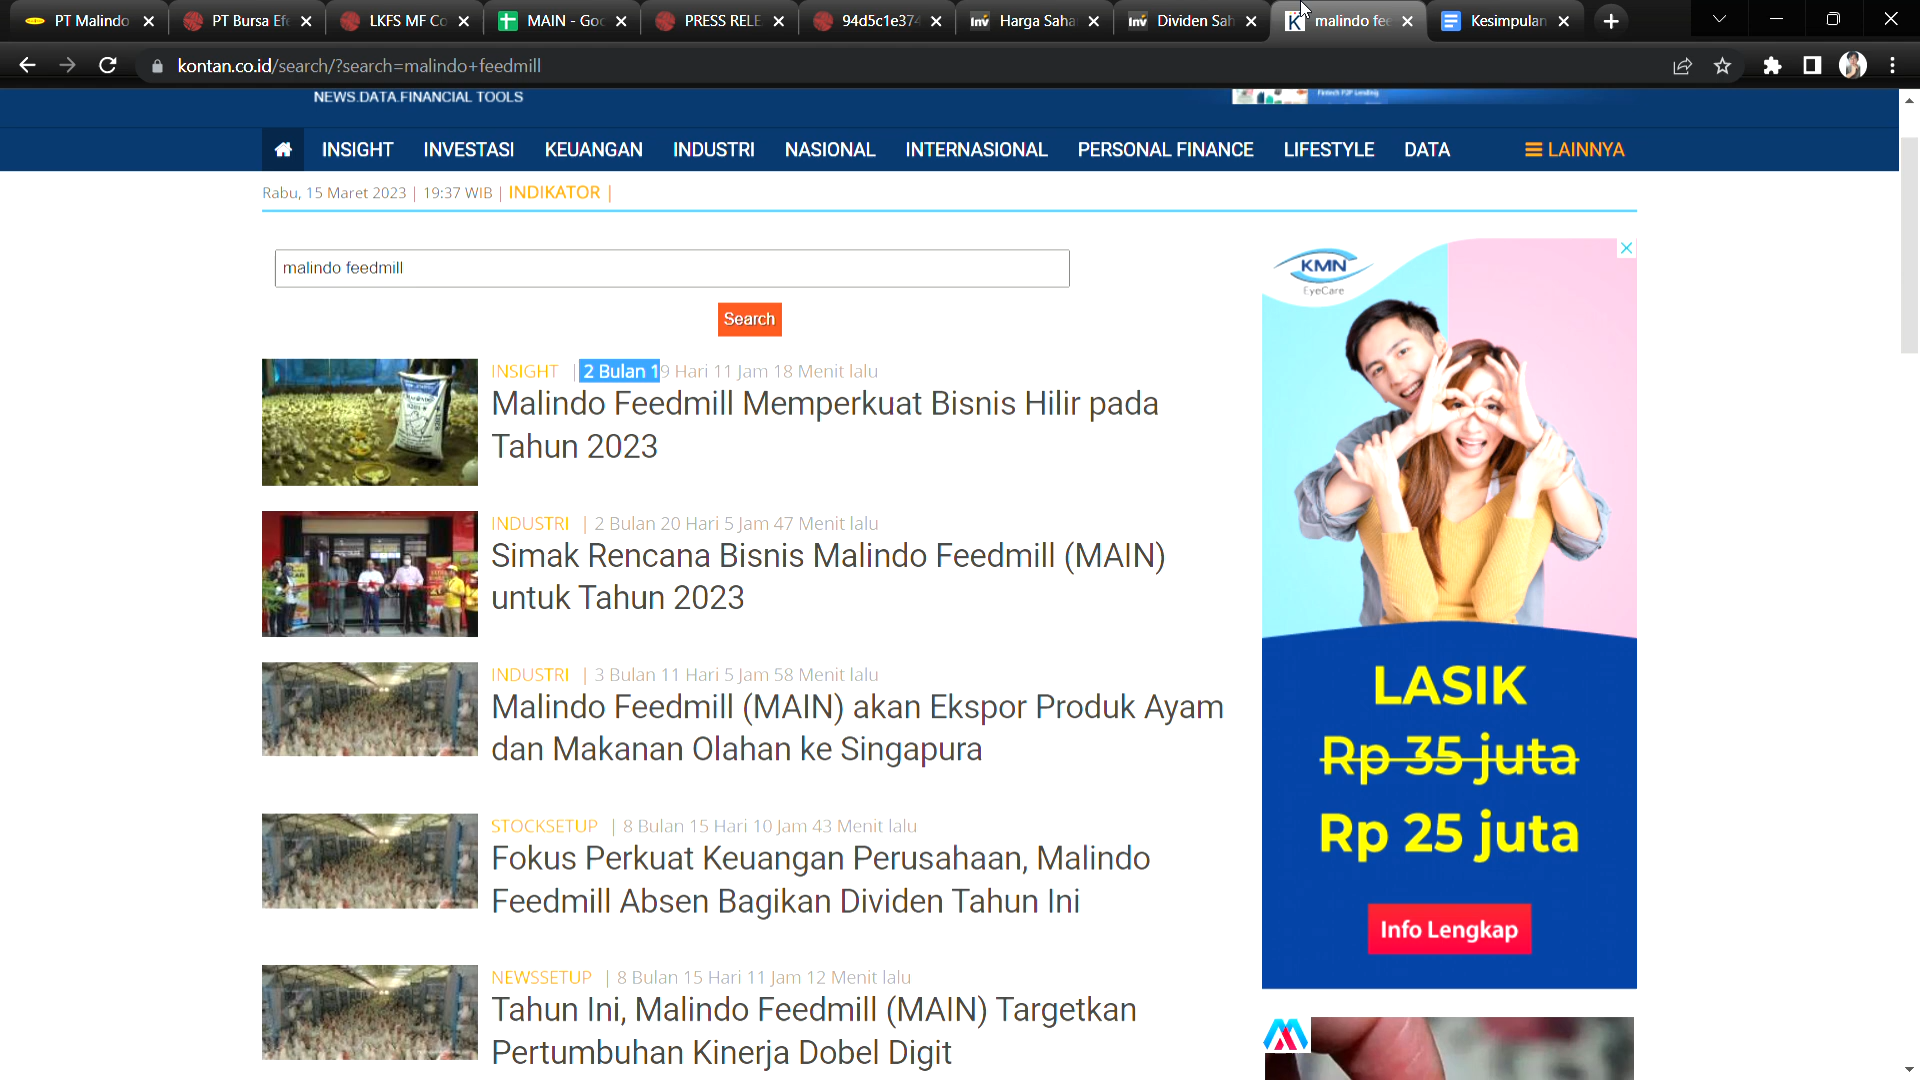 PT Malindo
PT Bursa Ef
LKFS MF Co
MAIN - Goo
PRESS RELE
94d5c1e374
Harga Saha
Dividen Sah
malindo fee
Kesimpulan
kontan.co.id/search/?search=malindo+feedmill
NEWS.DATA.FINANCIAL TOOLS
INSIGHT INVESTASI KEUANGAN INDUSTRI NASIONAL INTERNASIONAL PERSONAL FINANCE LIFESTYLE DATA LAINNYA
Rabu, 15 Maret 2023 | 19:37 WIB | INDIKATOR |
malindo feedmill
Search
INSIGHT | 2 Bulan 19 Hari 11 Jam 18 Menit lalu
Malindo Feedmill Memperkuat Bisnis Hilir pada
Tahun 2023
INDUSTRI | 2 Bulan 20 Hari 5 Jam 47 Menit lalu
Simak Rencana Bisnis Malindo Feedmill (MAIN)
untuk Tahun 2023
INDUSTRI | 3 Bulan 11 Hari 5 Jam 58 Menit lalu
Malindo Feedmill (MAIN) akan Ekspor Produk Ayam
dan Makanan Olahan ke Singapura
STOCKSETUP | 8 Bulan 15 Hari 10 Jam 43 Menit lalu
Fokus Perkuat Keuangan Perusahaan, Malindo
Feedmill Absen Bagikan Dividen Tahun Ini
NEWSSETUP | 8 Bulan 15 Hari 11 Jam 12 Menit lalu
Tahun Ini, Malindo Feedmill (MAIN) Targetkan
Pertumbuhan Kinerja Dobel Digit
KMN
EyeCare
LASIK
Rp 35 juta
Rp 25 juta
Info Lengkap